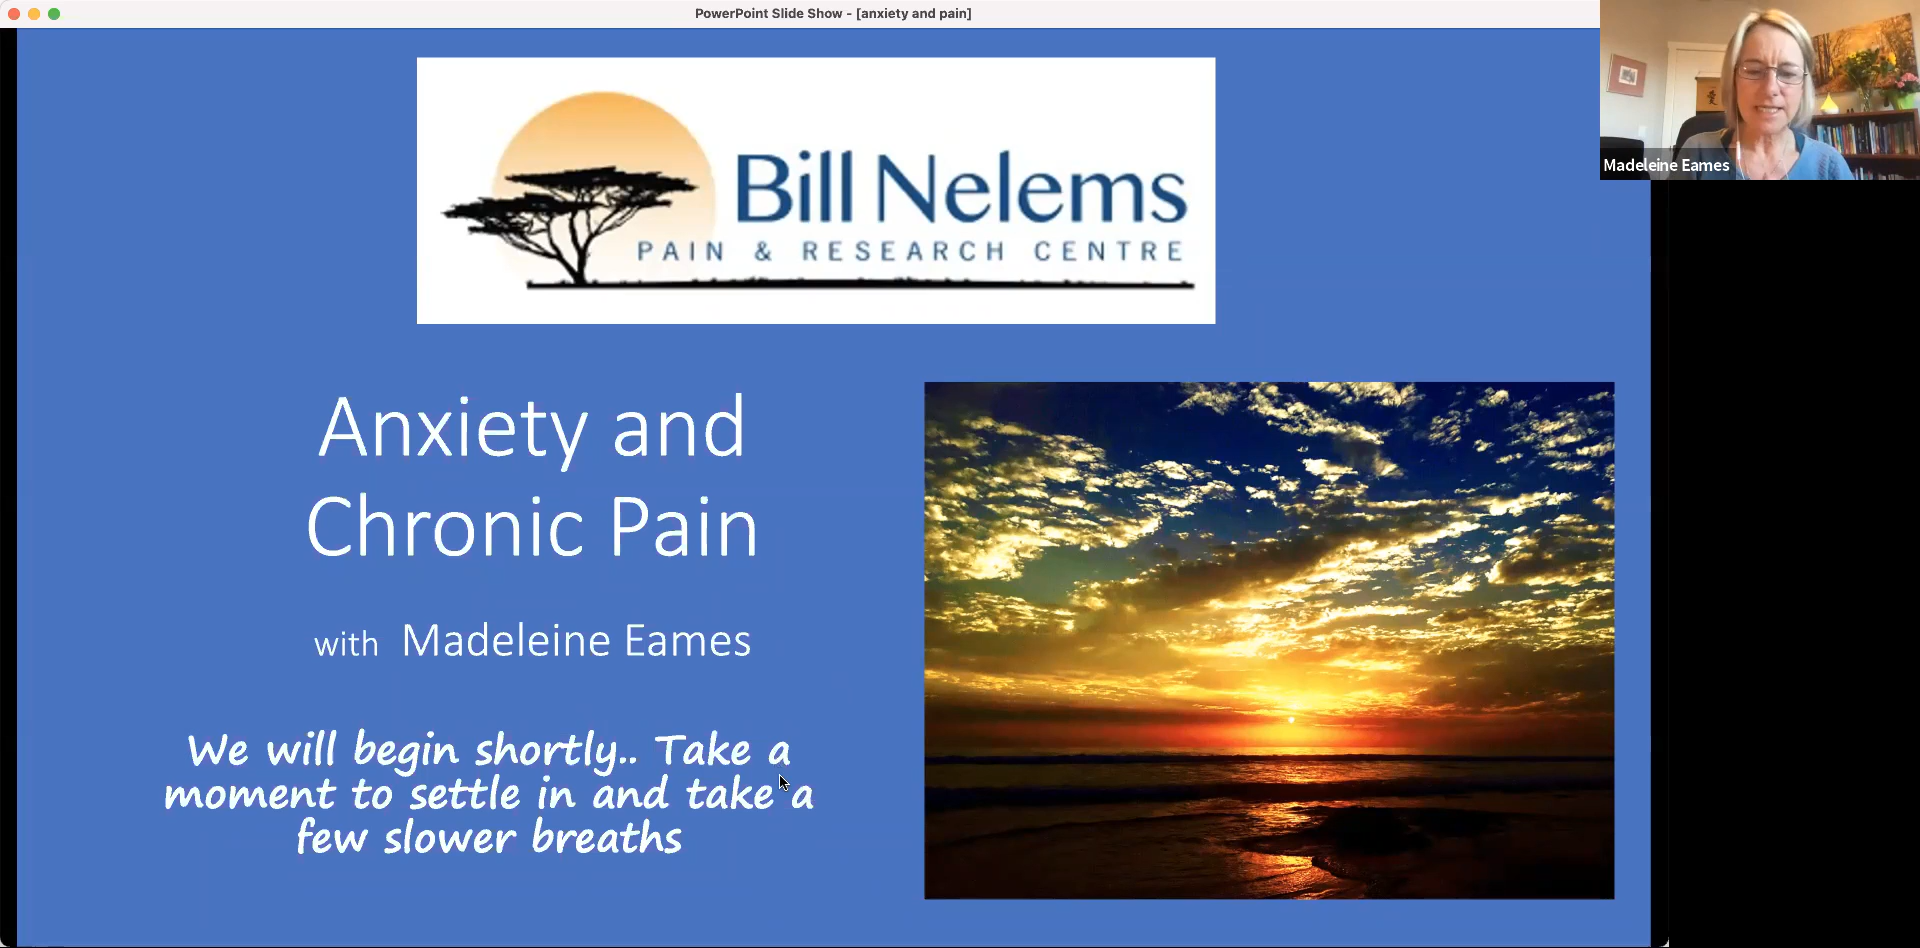 PowerPoint Slide Show - [anxiety and pain]
Bill Nelems
PAIN & RESEARCH CENTRE
Madeleine Eames
Anxiety and
Chronic Pain
with Madeleine Eames
We will begin shortly.. Take a
moment to settle in and take a
few slower breaths